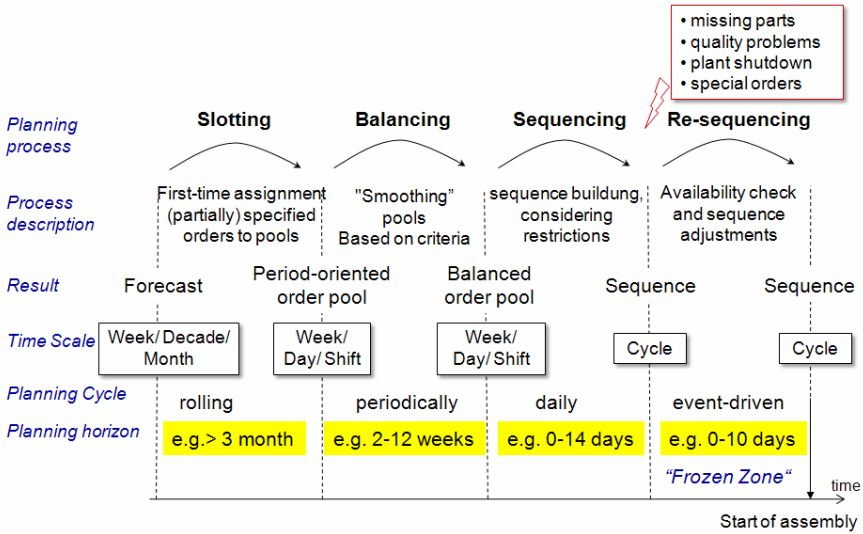 • missing parts
• quality problems
• plant shutdown
• special orders
Planning
process
Slotting
Balancing
Sequencing
Re-sequencing
Process
description
First-time assignment
(partially) specified
orders to pools
"Smoothing”
pools
Based on criteria
sequence buildung,
considering
restrictions
Availability check
and sequence
adjustments
Result
Forecast
Period-oriented
order pool
Balanced
order pool
Sequence
Sequence
Time Scale
Week/ Decade/
Month
Week/
Day/ Shift
Week/
Day/ Shift
Cycle
Cycle
Planning Cycle
rolling
periodically
daily
event-driven
Planning horizon
e.g.> 3 month
e.g. 2-12 weeks
e.g. 0-14 days
e.g. 0-10 days
“Frozen Zone“
time
Start of assembly